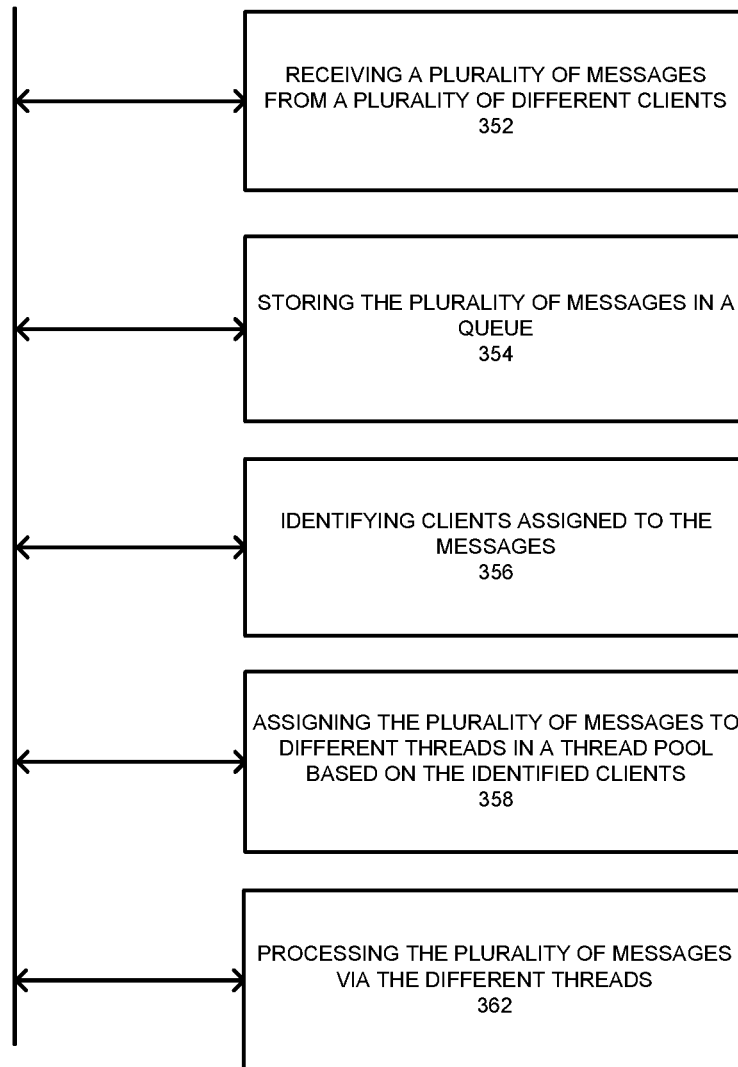 RECEIVING A PLURALITY OF MESSAGES
FROM A PLURALITY OF DIFFERENT CLIENTS
352
STORING THE PLURALITY OF MESSAGES IN A
QUEUE
354
IDENTIFYING CLIENTS ASSIGNED TO THE
MESSAGES
356
ASSIGNING THE PLURALITY OF MESSAGES TO
DIFFERENT THREADS IN A THREAD POOL
BASED ON THE IDENTIFIED CLIENTS
358
PROCESSING THE PLURALITY OF MESSAGES
VIA THE DIFFERENT THREADS
362